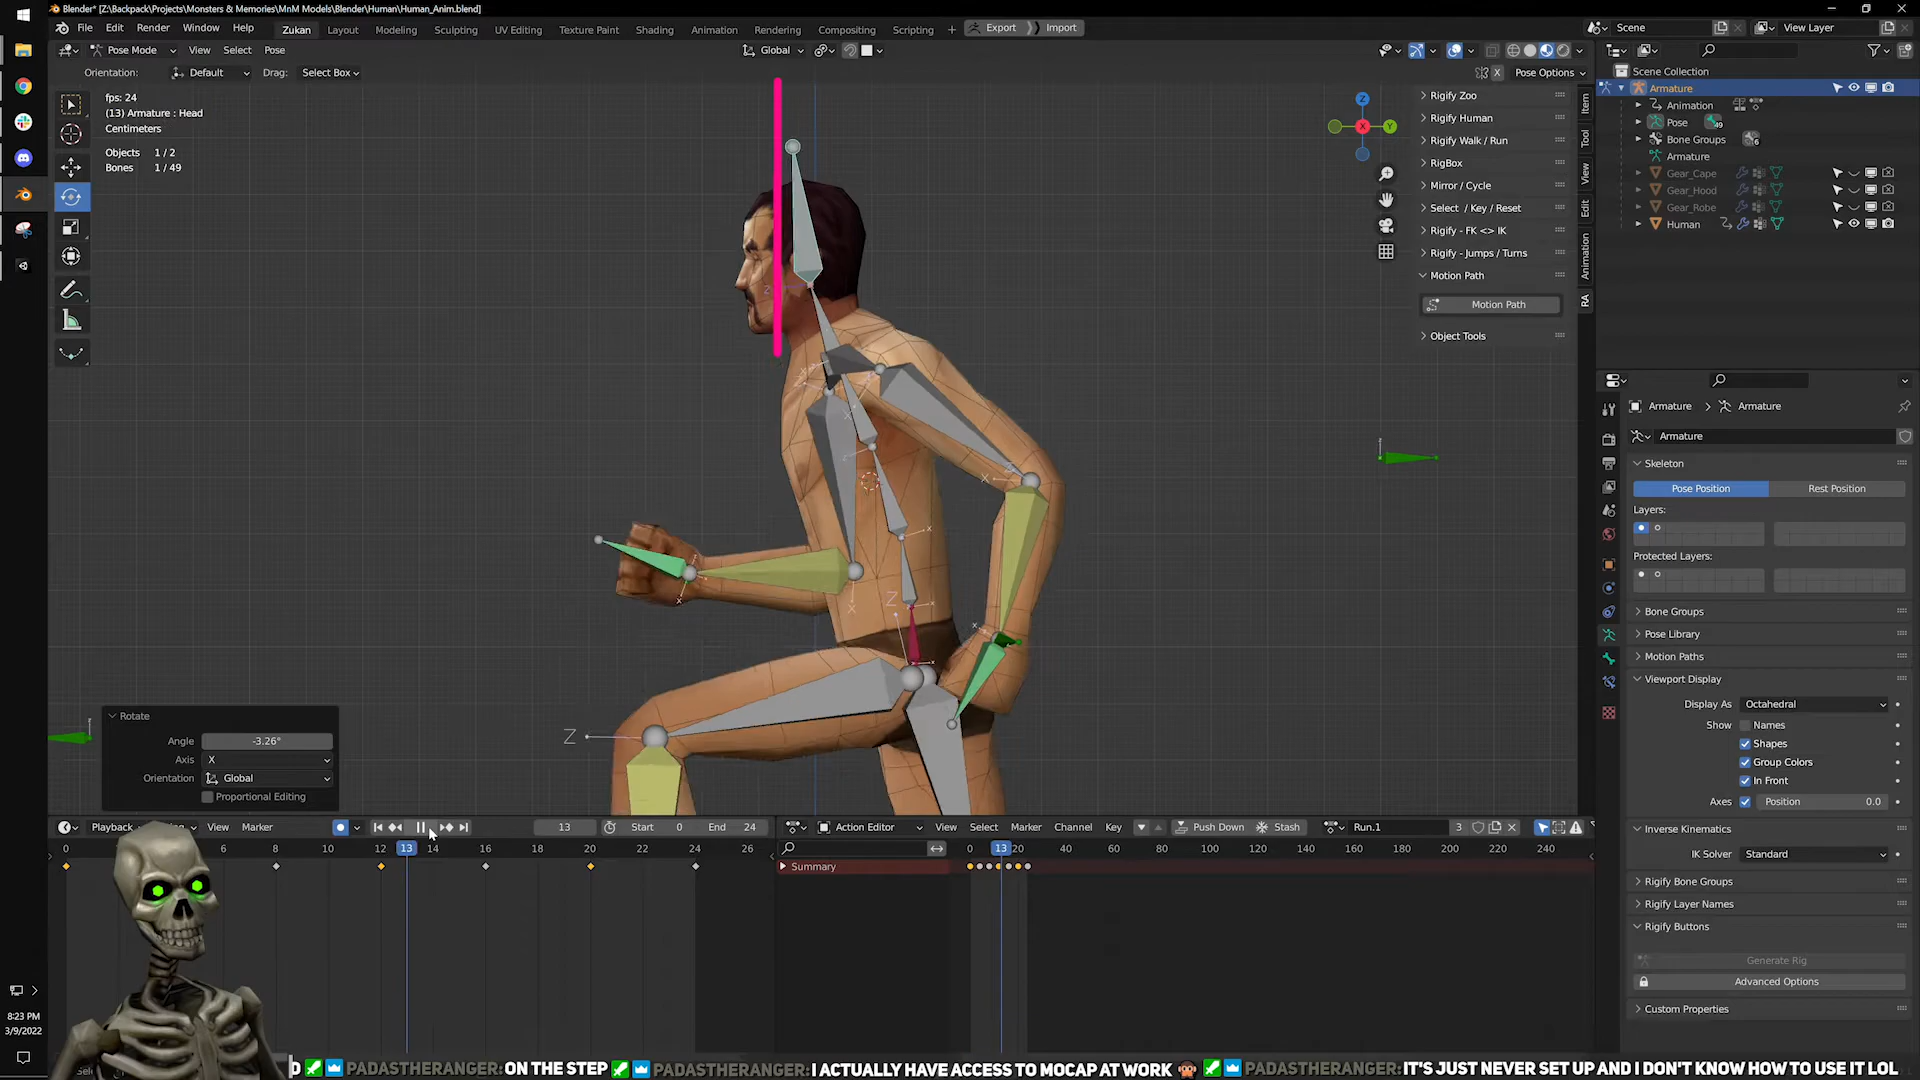 Blender* [Z:\Backpack\Projects\Monsters & Memories\MnM Models\Blender\Human\Human_Anim.blend]
File Edit Render Window Help Zukan Layout Modeling Sculpting UV Editing Texture Paint Shading Animation Rendering Compositing Scripting + Export Import Scene View Layer
Pose Mode View Select Pose Global
Orientation: Default Drag: Select Box X Pose Options
Scene Collection
Armature
Animation
Pose 49
Bone Groups 6
Armature
Gear_Cape
Gear_Hood
Gear_Robe
Human
fps: 24
(13) Armature : Head
Centimeters
Objects 1 / 2
Bones 1 / 49
Z
X Y
Rigify Zoo
Rigify Human
Rigify Walk / Run
RigBox
Mirror / Cycle
Select / Key / Reset
Rigify - FK <> IK
Rigify - Jumps / Turns
Motion Path
Motion Path
Object Tools
Item
Tool
View
Edit
Animation
RA
Armature > Armature
Armature
Skeleton
Pose Position Rest Position
Layers:
Protected Layers:
Bone Groups
Pose Library
Motion Paths
Viewport Display
Display As Octahedral
Show Names
Shapes
Group Colors
In Front
Axes Position 0.0
Inverse Kinematics
IK Solver Standard
Rigify Bone Groups
Rigify Layer Names
Rigify Buttons
Generate Rig
Advanced Options
Custom Properties
Rotate
Angle -3.26°
Axis X
Orientation Global
Proportional Editing
Playback View Marker 13 Start 0 End 24
6 8 10 12 13 14 16 18 20 22 24 26
Action Editor View Select Marker Channel Key Push Down Stash Run.1 3
0 13 20 40 60 80 100 120 140 160 180 200 220 240
Summary
8:23 PM
3/9/2022
D PADASTHERANGER: ON THE STEP PADASTHERANGER: I ACTUALLY HAVE ACCESS TO MOCAP AT WORK PADASTHERANGER: IT'S JUST NEVER SET UP AND I DON'T KNOW HOW TO USE IT LOL